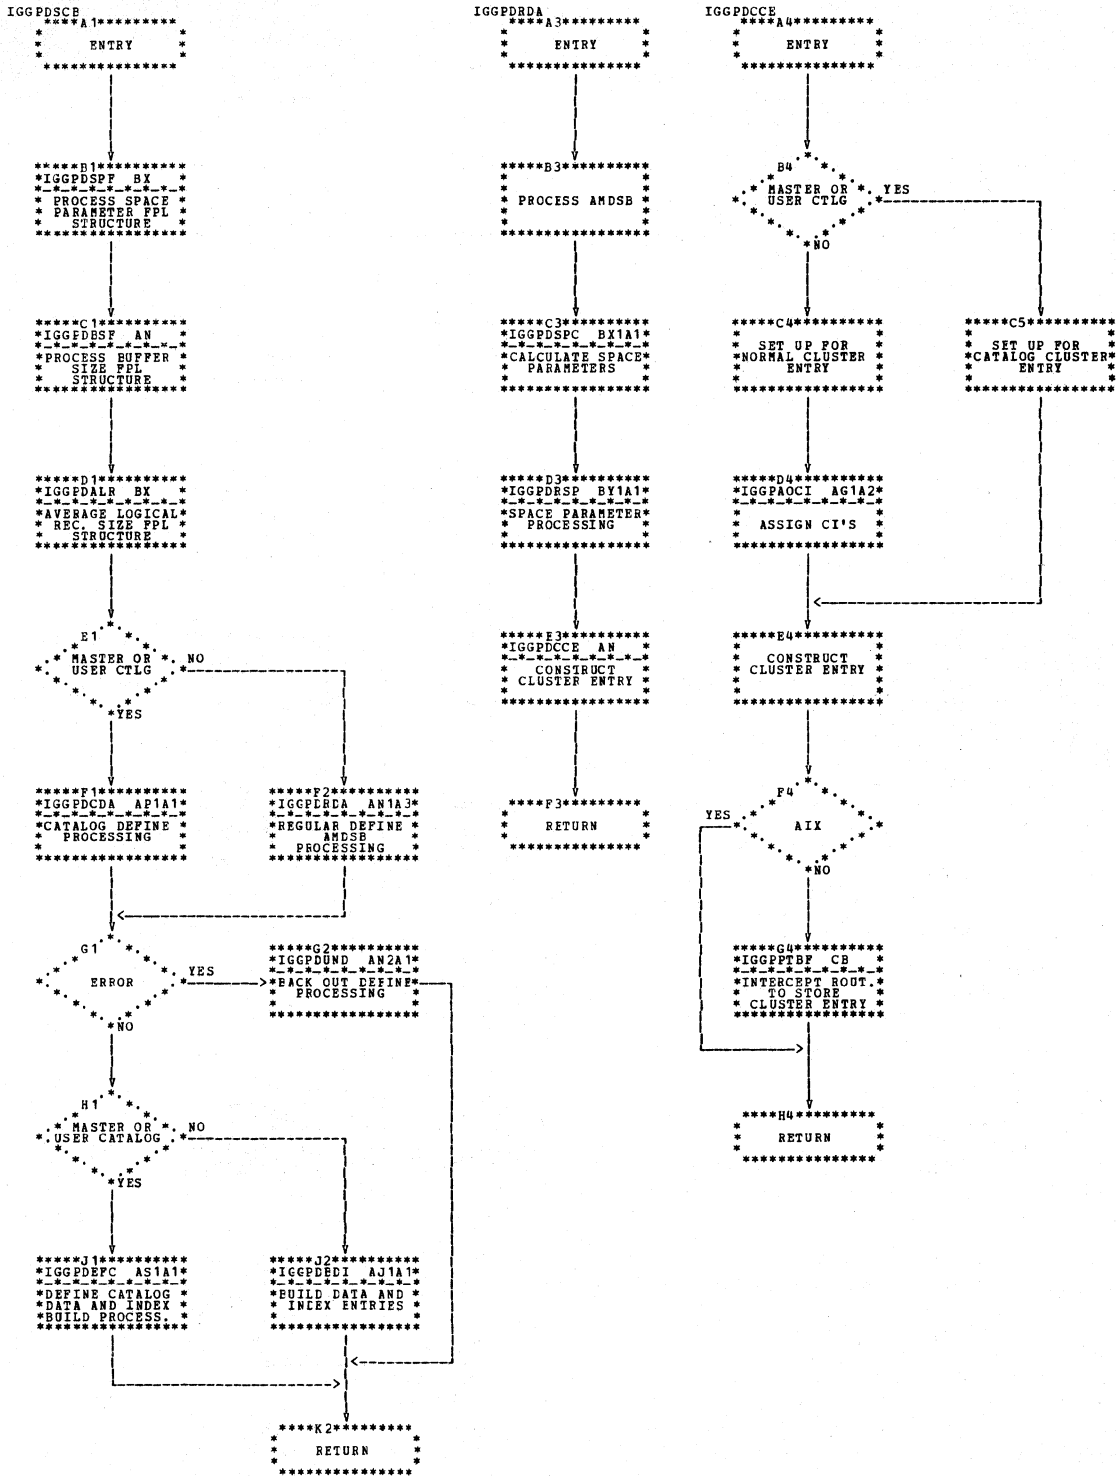 IGGPDSCB
A1
ENTRY
B1
IGGPDSPF BX
PROCESS SPACE
PARAMETER FPL
STRUCTURE
C1
IGGPDBSF AN
PROCESS BUFFER
SIZE FPL
STRUCTURE
D1
IGGPDALR BX
AVERAGE LOGICAL
REC. SIZE FPL
STRUCTURE
E1
MASTER OR
USER CTLG
NO
YES
F1
IGGPDCDA AP1A1
CATALOG DEFINE
PROCESSING
F2
IGGPDRDA AN1A3
REGULAR DEFINE
AMDSB
PROCESSING
G1
ERROR
YES
NO
G2
IGGPDUND AN2A1
BACK OUT DEFINE
PROCESSING
H1
MASTER OR
USER CATALOG
NO
YES
J1
IGGPDEFC AS1A1
DEFINE CATALOG
DATA AND INDEX
BUILD PROCESS.
J2
IGGPDBDI AJ1A1
BUILD DATA AND
INDEX ENTRIES
K2
RETURN
IGGPDRDA
A3
ENTRY
B3
PROCESS AMDSB
C3
IGGPDSPC BX1A1
CALCULATE SPACE
PARAMETERS
D3
IGGPDRSP BY1A1
SPACE PARAMETER
PROCESSING
E3
IGGPDCCE AN
CONSTRUCT
CLUSTER ENTRY
F3
RETURN
IGGPDCCE
A4
ENTRY
B4
MASTER OR
USER CTLG
YES
NO
C4
SET UP FOR
NORMAL CLUSTER
ENTRY
C5
SET UP FOR
CATALOG CLUSTER
ENTRY
D4
IGGPAOCI AG1A2
ASSIGN CI'S
E4
CONSTRUCT
CLUSTER ENTRY
F4
YES
AIX
NO
G4
IGGPPTBF CB
INTERCEPT ROUT.
TO STORE
CLUSTER ENTRY
H4
RETURN